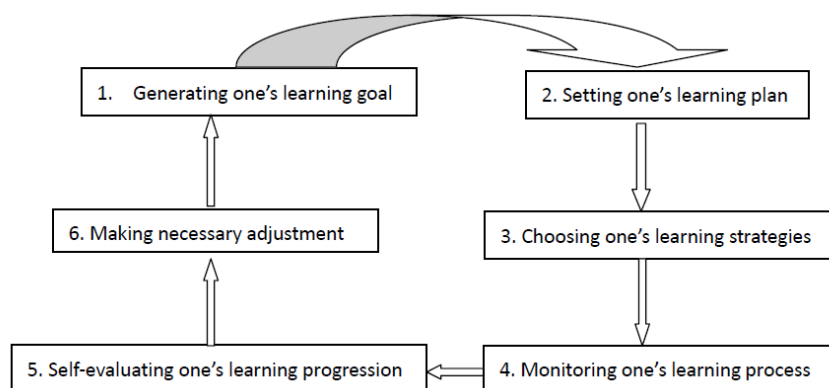 1. Generating one's learning goal
2. Setting one's learning plan
6. Making necessary adjustment
3. Choosing one's learning strategies
5. Self-evaluating one's learning progression
4. Monitoring one's learning process